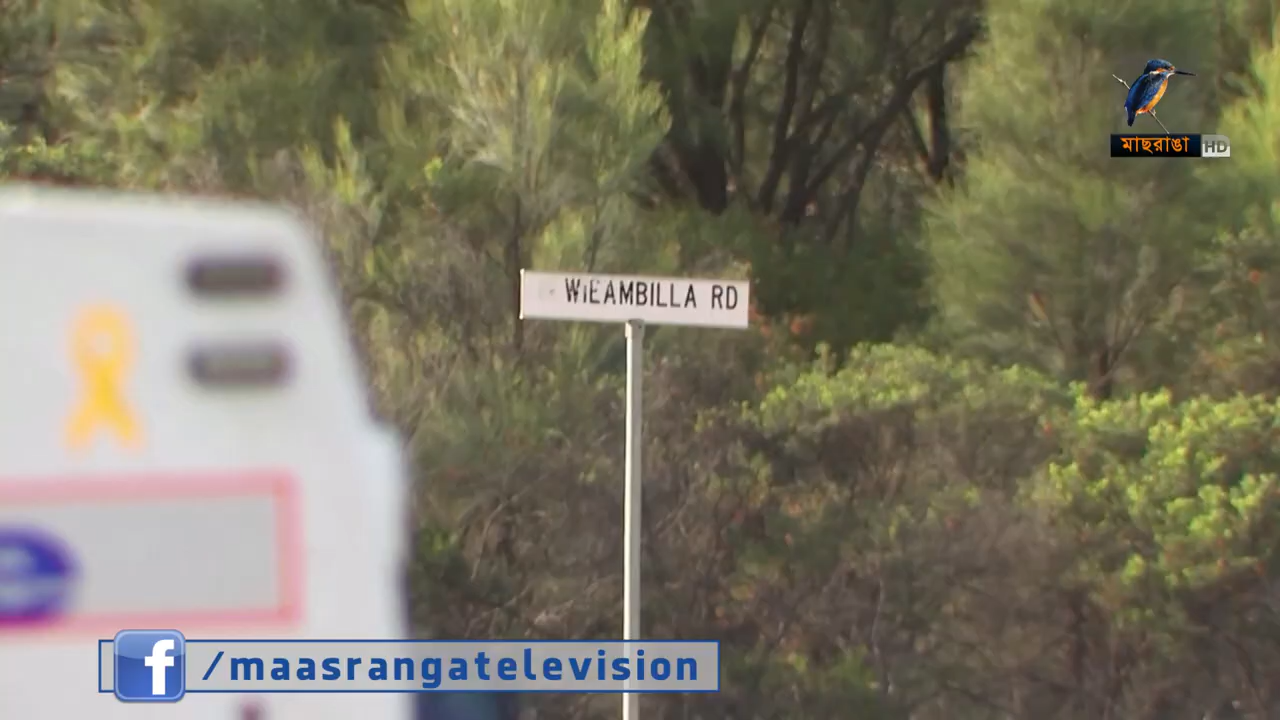 মাছরাঙা HD
WIEAMBILLA RD
f /maasrangatelevision